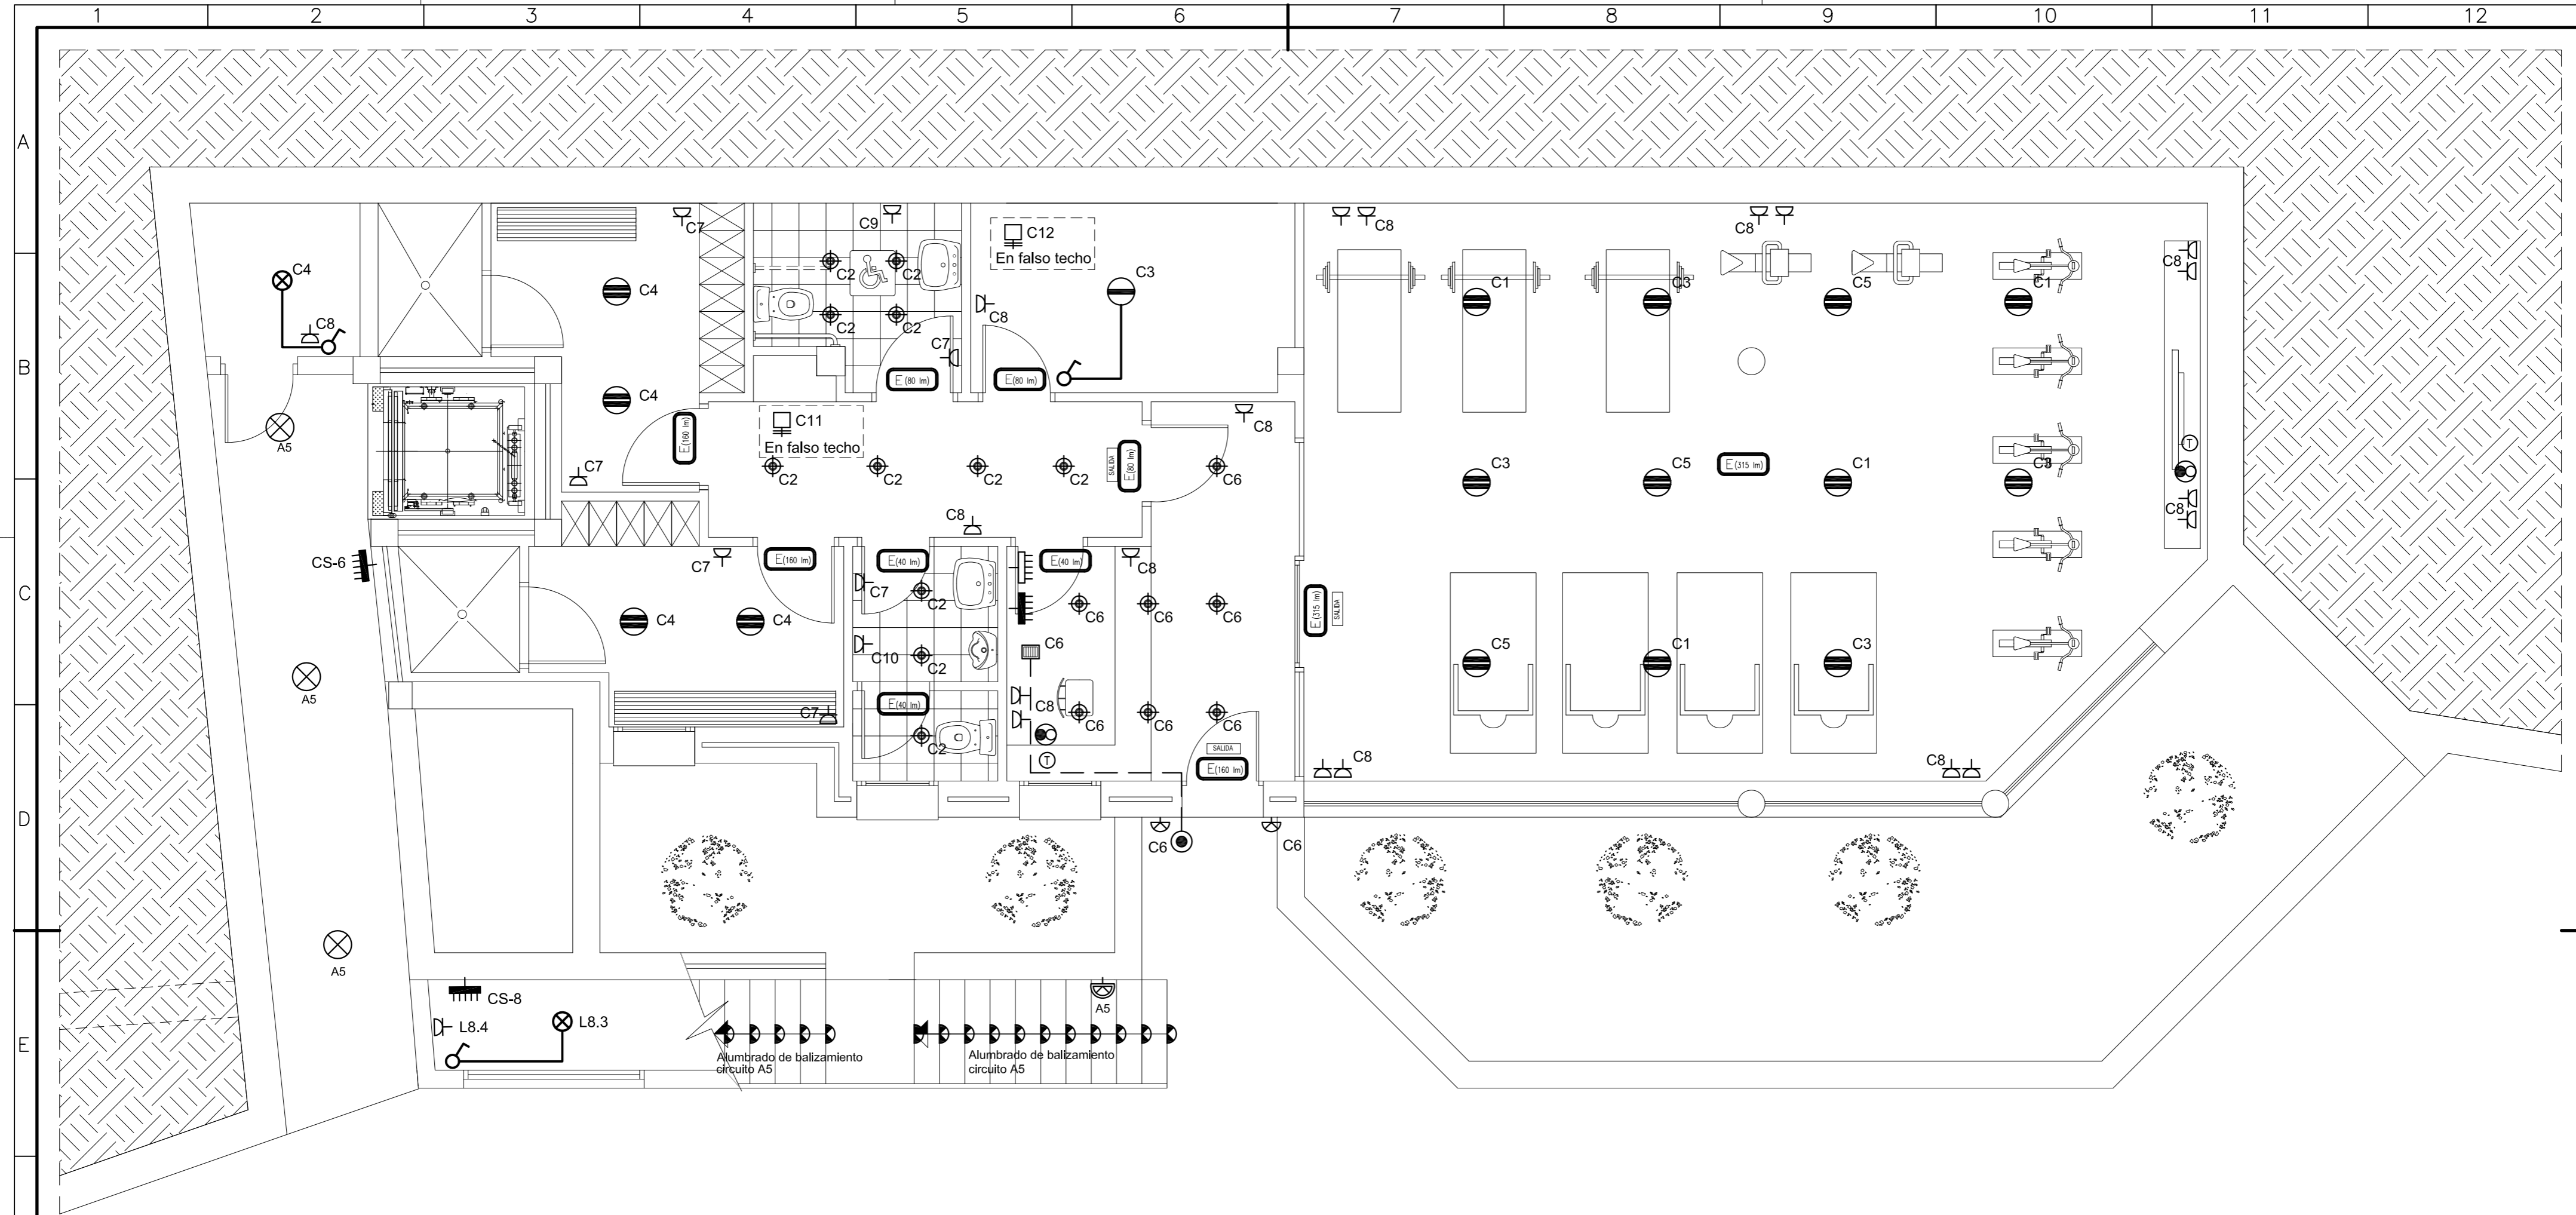 1 2 3 4 5 6 7 8 9 10 11 12
A
C7
C9
C8
C8
C12
En falso techo
C4
C2
C2
C3
C8
C4
C1
C3
C5
C1
C8
C8
C2
C2
B
C7
E (80 lm)
E (80 lm)
C4
C11
En falso techo
C8
A5
E (160 lm)
SALIDA
E (80 lm)
C7
C2
C2
C2
C2
C6
C3
C5
E (315 lm)
C1
T
C8
C8
CS-6
C7
E (160 lm)
E (40 lm)
E (40 lm)
C8
C
C7
C2
C6
C6
C6
E (315 lm)
SALIDA
C4
C4
C10
C2
C6
C5
C1
C3
A5
C7
E (40 lm)
C8
C6
C6
C6
C2
T
SALIDA
E (160 lm)
C8
C8
D
C6
C6
A5
CS-8
L8.4
L8.3
A5
E
Alumbrado de balizamiento
circuito A5
Alumbrado de balizamiento
circuito A5